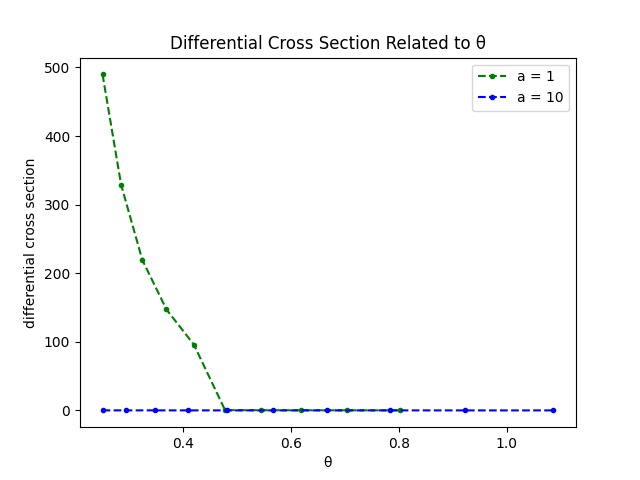 Differential Cross Section Related to θ
differential cross section
500
400
300
200
100
0
a = 1
a = 10
0.4 0.6 0.8 1.0
θ